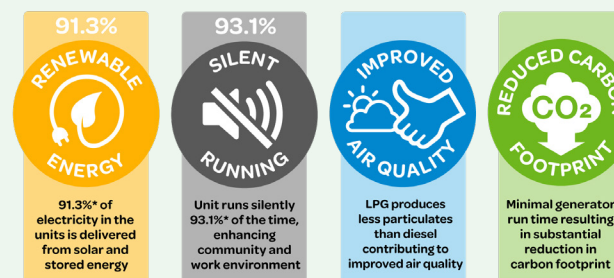 91.3%
RENEWABLE
ENERGY
91.3%* of
electricity in the
units is delivered
from solar and
stored energy
93.1%
SILENT
RUNNING
Unit runs silently
93.1%* of the time,
enhancing
community and
work environment
IMPROVED
AIR QUALITY
LPG produces
less particulates
than diesel
contributing to
improved air quality
REDUCED CARBO
CO2
FOOTPRINT
Minimal generator
run time resulting
in substantial
reduction in
carbon footprint